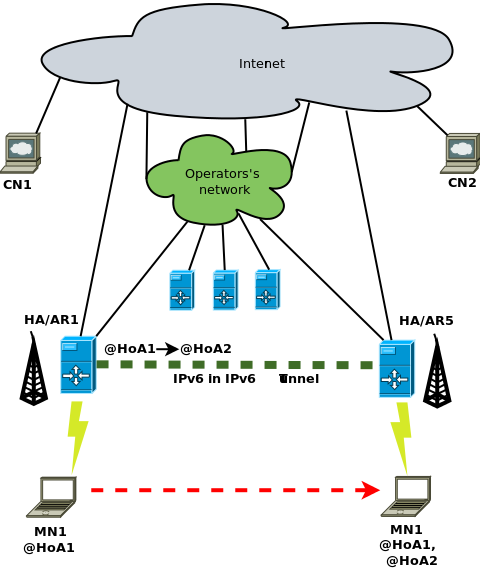 Intenet
Operators's
network
CN1
CN2
HA/AR1
HA/AR5
@HoA1 @HoA2
IPv6 in IPv6 Tunnel
MN1
@HoA1
MN1
@HoA1,
@HoA2